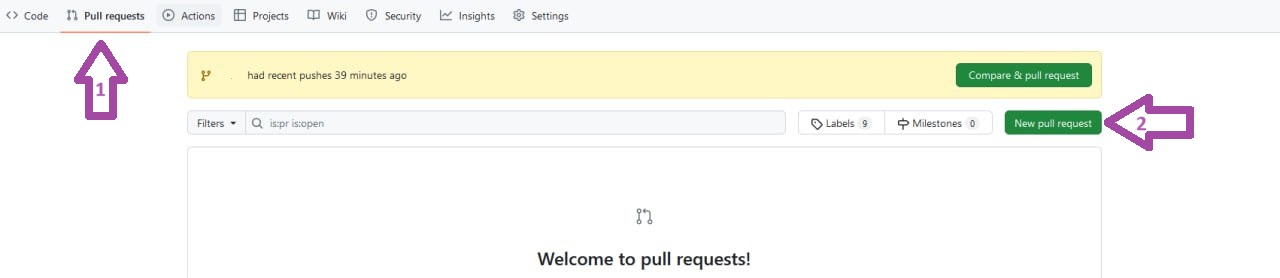 Code Pull requests Actions Projects Wiki Security Insights Settings
1
had recent pushes 39 minutes ago Compare & pull request
Filters is:pr is:open Labels 9 Milestones 0 New pull request 2
Welcome to pull requests!